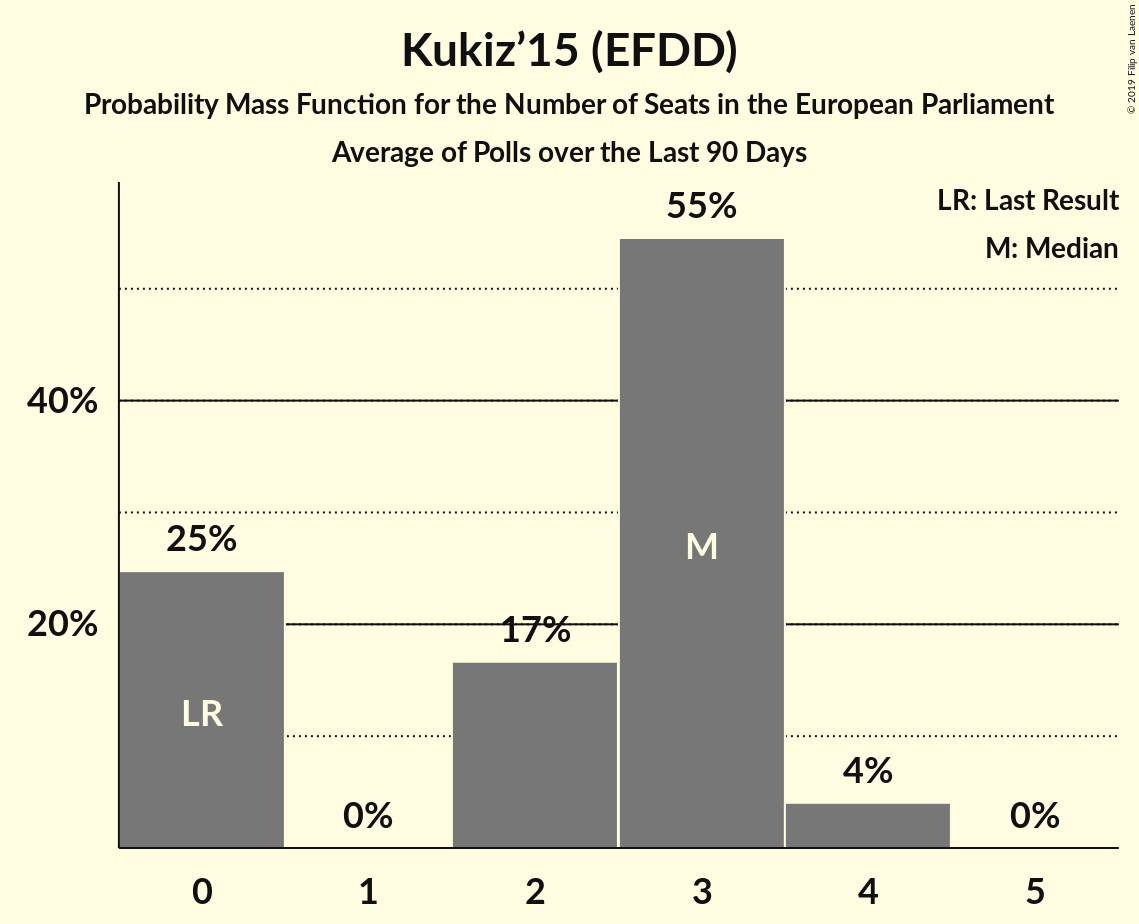 Kukiz’15 (EFDD)
Probability Mass Function for the Number of Seats in the European Parliament
Average of Polls over the Last 90 Days
© 2019 Filip van Laenen
LR: Last Result
M: Median
55%
40%
25%
M
20%
17%
LR
4%
0%
0%
0 1 2 3 4 5